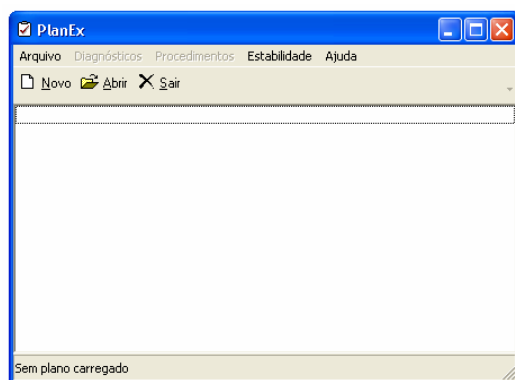 PlanEx
Arquivo Diagnósticos Procedimentos Estabilidade Ajuda
Novo Abrir Sair
Sem plano carregado